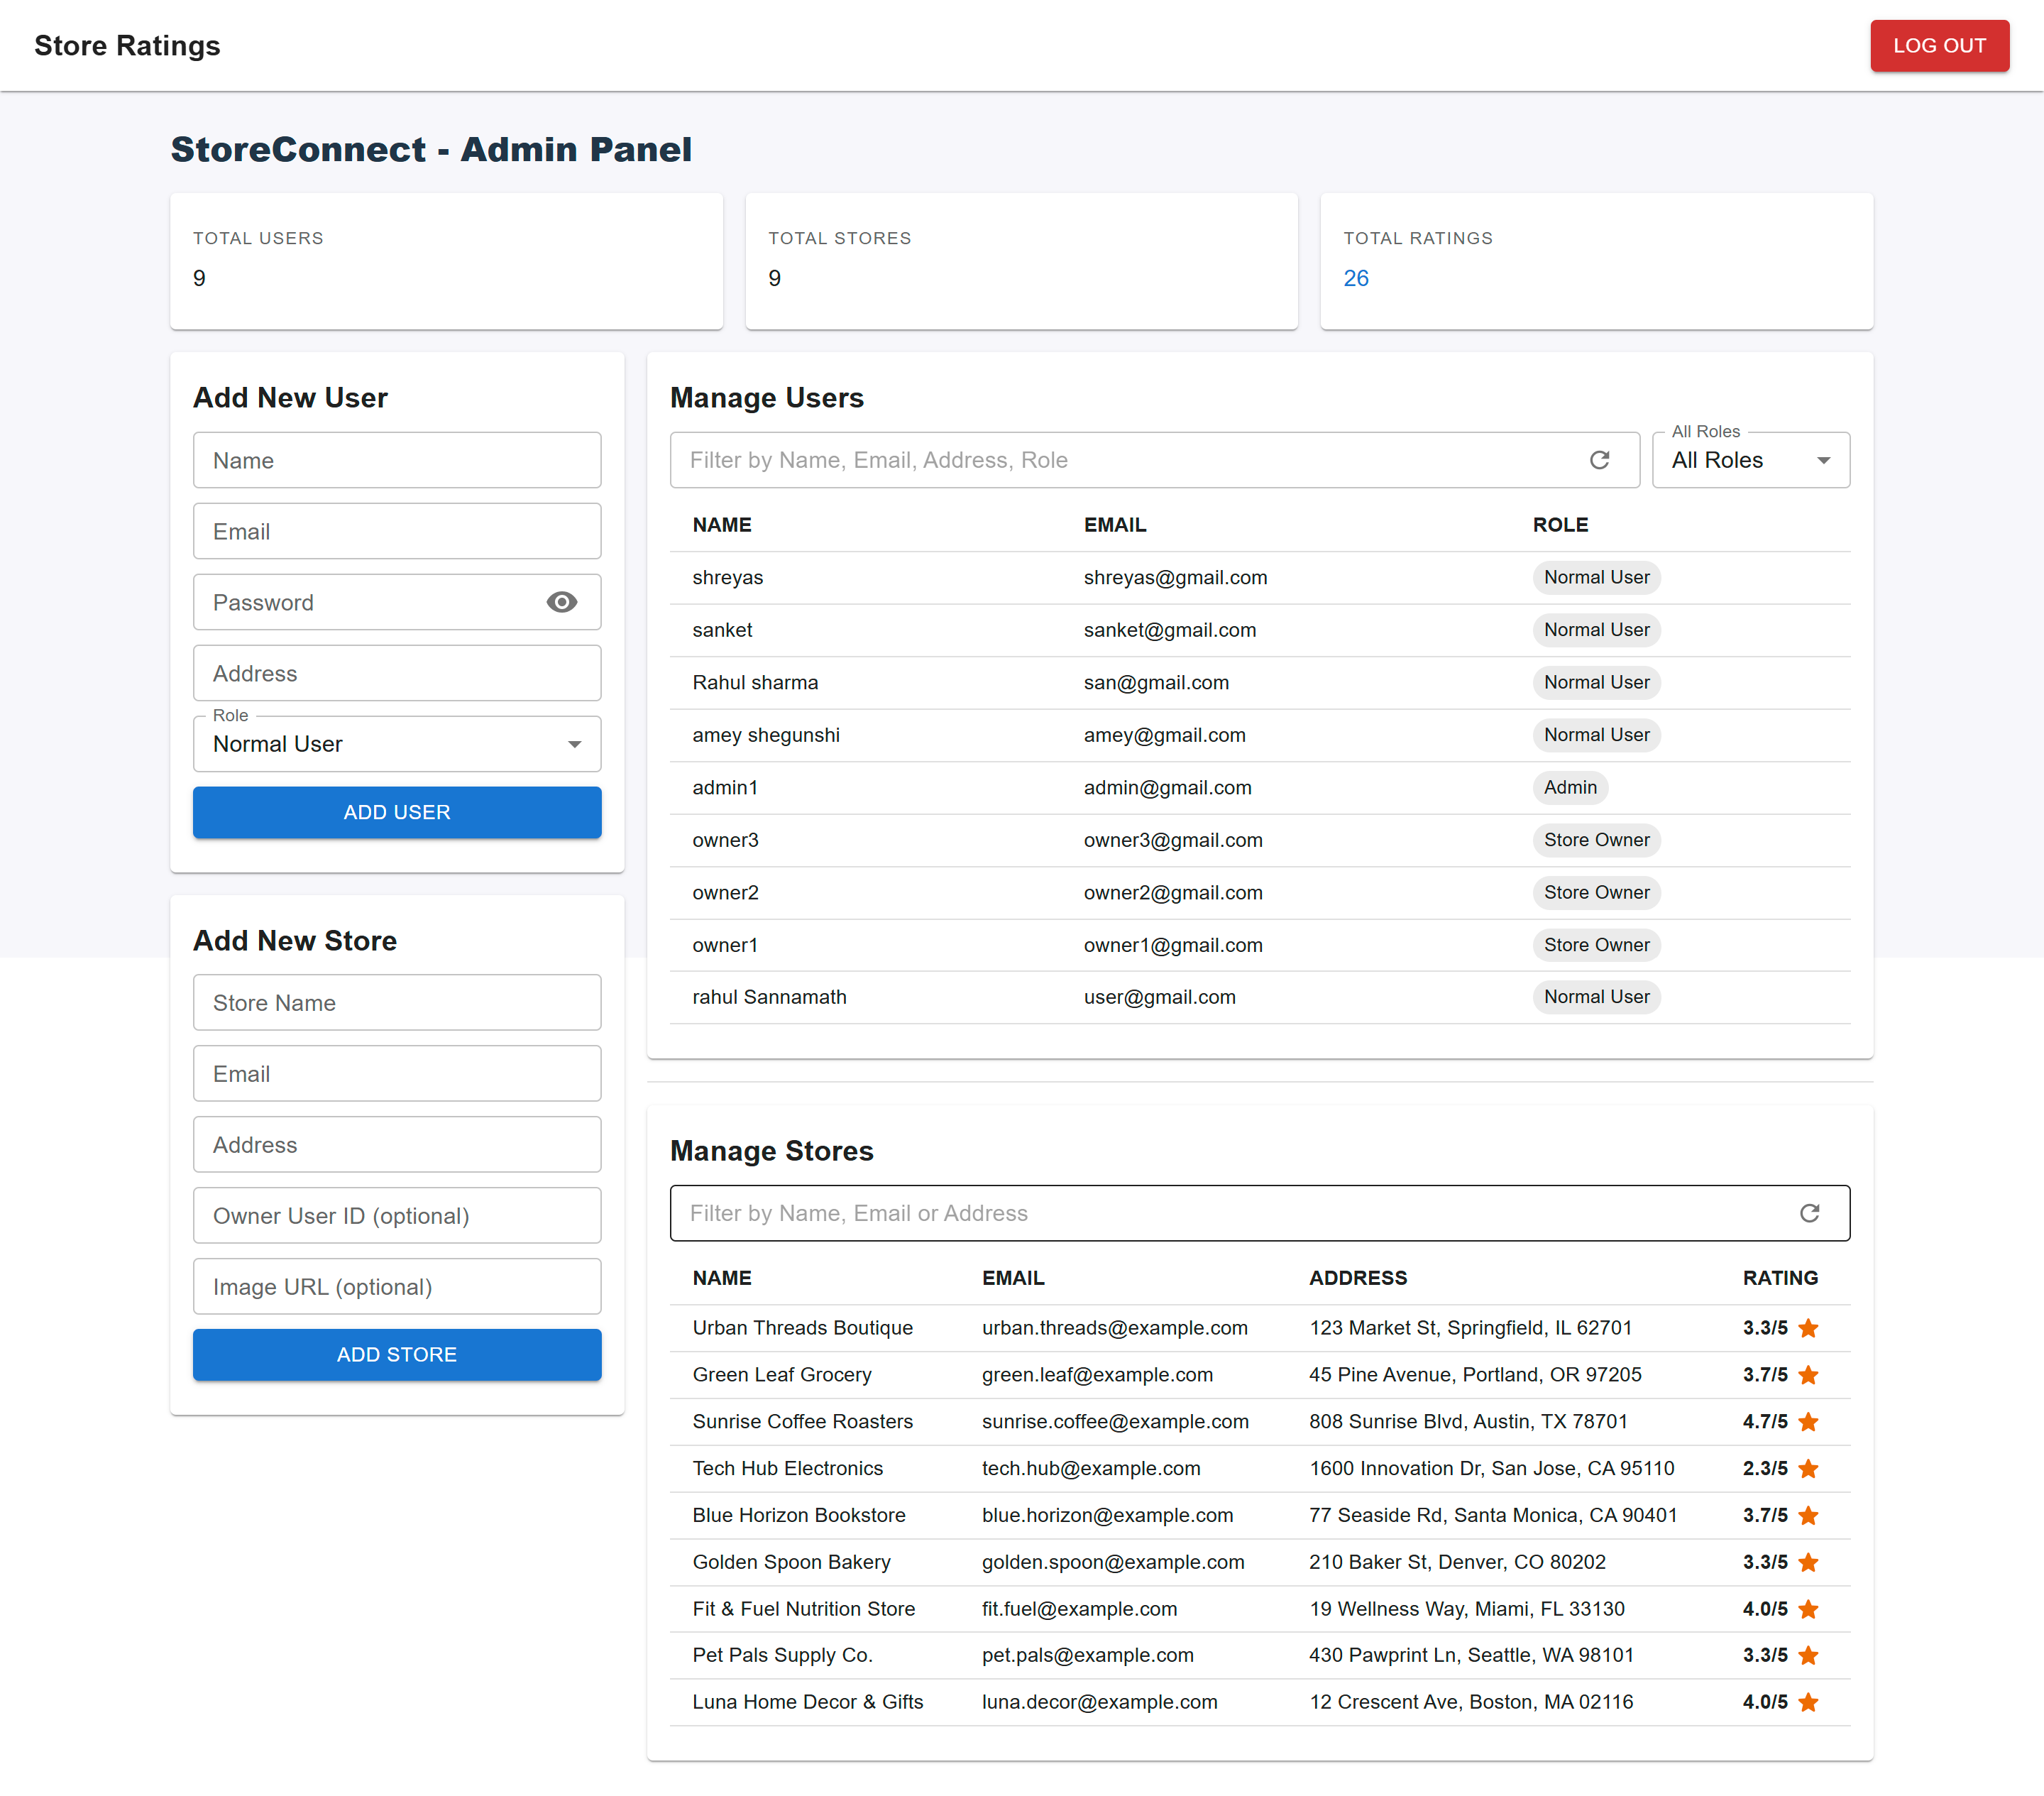 Store Ratings
LOG OUT
StoreConnect - Admin Panel
TOTAL USERS
9
TOTAL STORES
9
TOTAL RATINGS
26
Add New User
Name
Email
Password
Address
Role
Normal User
ADD USER
Add New Store
Store Name
Email
Address
Owner User ID (optional)
Image URL (optional)
ADD STORE
Manage Users
Filter by Name, Email, Address, Role
All Roles
All Roles
NAME EMAIL ROLE
shreyas shreyas@gmail.com Normal User
sanket sanket@gmail.com Normal User
Rahul sharma san@gmail.com Normal User
amey shegunshi amey@gmail.com Normal User
admin1 admin@gmail.com Admin
owner3 owner3@gmail.com Store Owner
owner2 owner2@gmail.com Store Owner
owner1 owner1@gmail.com Store Owner
rahul Sannamath user@gmail.com Normal User
Manage Stores
Filter by Name, Email or Address
NAME EMAIL ADDRESS RATING
Urban Threads Boutique urban.threads@example.com 123 Market St, Springfield, IL 62701 3.3/5
Green Leaf Grocery green.leaf@example.com 45 Pine Avenue, Portland, OR 97205 3.7/5
Sunrise Coffee Roasters sunrise.coffee@example.com 808 Sunrise Blvd, Austin, TX 78701 4.7/5
Tech Hub Electronics tech.hub@example.com 1600 Innovation Dr, San Jose, CA 95110 2.3/5
Blue Horizon Bookstore blue.horizon@example.com 77 Seaside Rd, Santa Monica, CA 90401 3.7/5
Golden Spoon Bakery golden.spoon@example.com 210 Baker St, Denver, CO 80202 3.3/5
Fit & Fuel Nutrition Store fit.fuel@example.com 19 Wellness Way, Miami, FL 33130 4.0/5
Pet Pals Supply Co. pet.pals@example.com 430 Pawprint Ln, Seattle, WA 98101 3.3/5
Luna Home Decor & Gifts luna.decor@example.com 12 Crescent Ave, Boston, MA 02116 4.0/5